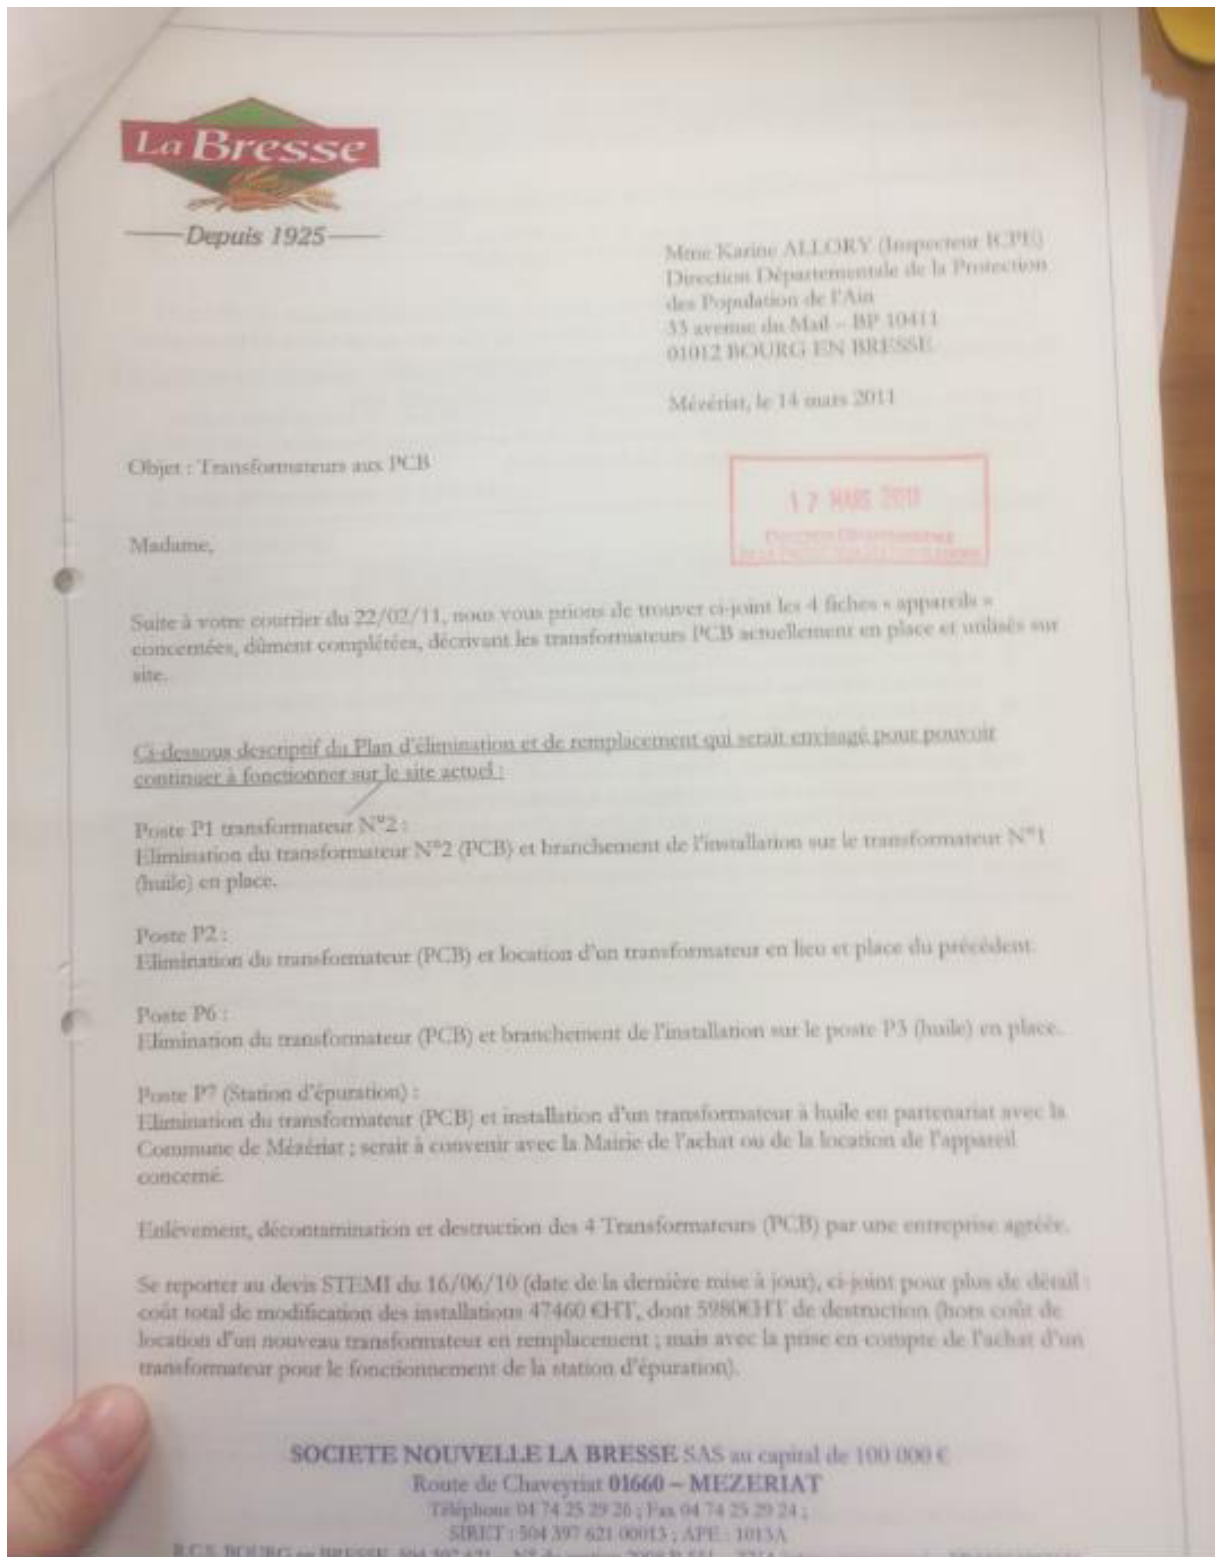 La Bresse
Depuis 1925
Mme Karine ALLORY (Inspecteur ICPE)
Direction Départementale de la Protection
des Population de l'Ain
33 avenue du Mail – BP 10411
01012 BOURG EN BRESSE
Mézériat, le 14 mars 2011
Objet : Transformateurs aux PCB
17 MARS 2011
Madame,
Suite à votre courrier du 22/02/11, nous vous prions de trouver ci-joint les 4 fiches « appareils »
concernées, dûment complétées, décrivant les transformateurs PCB actuellement en place et utilisés sur
site.
Ci-dessous descriptif du Plan d'élimination et de remplacement qui serait envisagé pour pouvoir
continuer à fonctionner sur le site actuel :
Poste P1 transformateur N°2 :
Elimination du transformateur N°2 (PCB) et branchement de l'installation sur le transformateur N°1
(huile) en place.
Poste P2 :
Elimination du transformateur (PCB) et location d'un transformateur en lieu et place du précédent.
Poste P6 :
Elimination du transformateur (PCB) et branchement de l'installation sur le poste P3 (huile) en place.
Poste P7 (Station d'épuration) :
Elimination du transformateur (PCB) et installation d'un transformateur à huile en partenariat avec la
Commune de Mézériat ; serait à convenir avec la Mairie de l'achat ou de la location de l'appareil
concerné.
Enlèvement, décontamination et destruction des 4 Transformateurs (PCB) par une entreprise agréée.
Se reporter au devis STEMI du 16/06/10 (date de la dernière mise à jour), ci-joint pour plus de détail :
coût total de modification des installations 47460 €HT, dont 5980€HT de destruction (hors coût de
location d'un nouveau transformateur en remplacement ; mais avec la prise en compte de l'achat d'un
transformateur pour le fonctionnement de la station d'épuration).
SOCIETE NOUVELLE LA BRESSE SAS au capital de 100 000 €
Route de Chaveyriat 01660 – MEZERIAT
Téléphone 04 74 25 29 26 ; Fax 04 74 25 29 24 ;
SIRET : 504 397 621 00013 ; APE : 1013A
R.C.S. BOURG en BRESSE 504 397 621